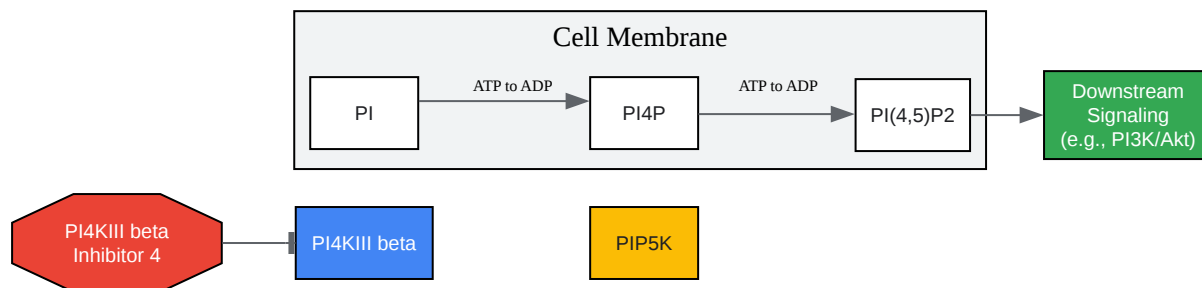 Cell Membrane
ATP to ADP
ATP to ADP
PI
PI4P
PI(4,5)P2
Downstream
Signaling
(e.g., PI3K/Akt)
PI4KIII beta
Inhibitor 4
PI4KIII beta
PIP5K